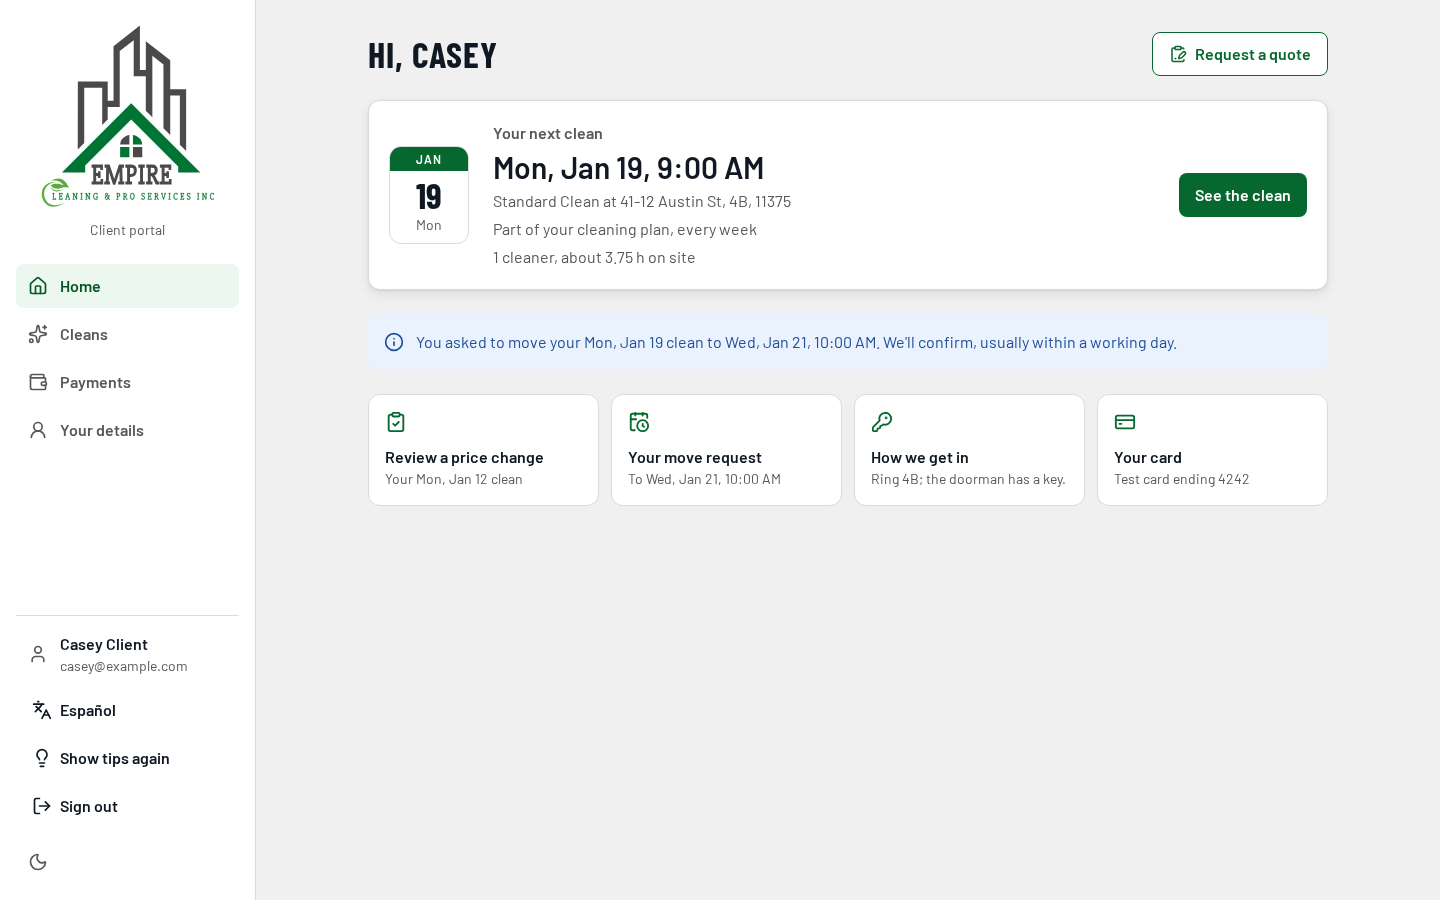 EMPIRE
LEANING & PRO SERVICES INC
Client portal
Home
Cleans
Payments
Your details
Casey Client
casey@example.com
Español
Show tips again
Sign out
HI, CASEY
Request a quote
JAN
19
Mon
Your next clean
Mon, Jan 19, 9:00 AM
Standard Clean at 41-12 Austin St, 4B, 11375
Part of your cleaning plan, every week
1 cleaner, about 3.75 h on site
See the clean
You asked to move your Mon, Jan 19 clean to Wed, Jan 21, 10:00 AM. We'll confirm, usually within a working day.
Review a price change
Your Mon, Jan 12 clean
Your move request
To Wed, Jan 21, 10:00 AM
How we get in
Ring 4B; the doorman has a key.
Your card
Test card ending 4242